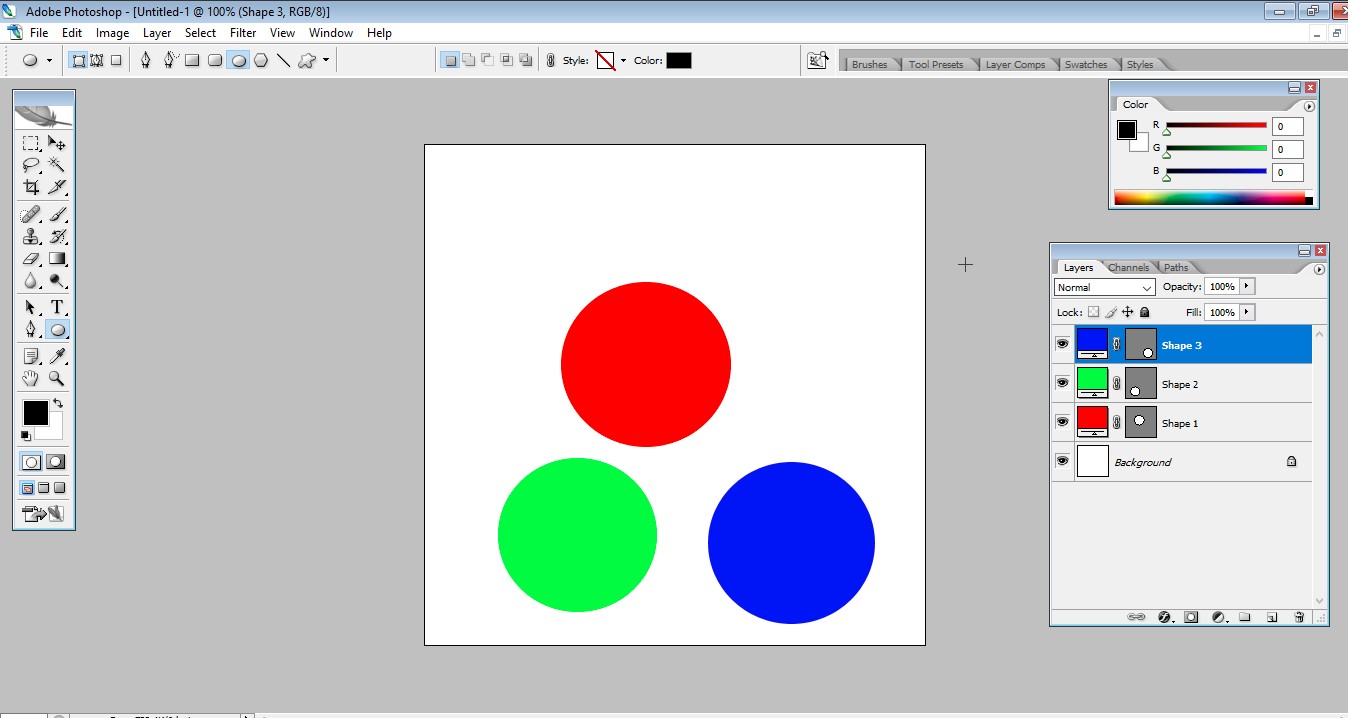 Adobe Photoshop - [Untitled-1 @ 100% (Shape 3, RGB/8)]
File Edit Image Layer Select Filter View Window Help
Style: Color: Brushes Tool Presets Layer Comps Swatches Styles
Color
R 0
G 0
B 0
Layers Channels Paths
Normal Opacity: 100%
Lock: Fill: 100%
Shape 3
Shape 2
Shape 1
Background